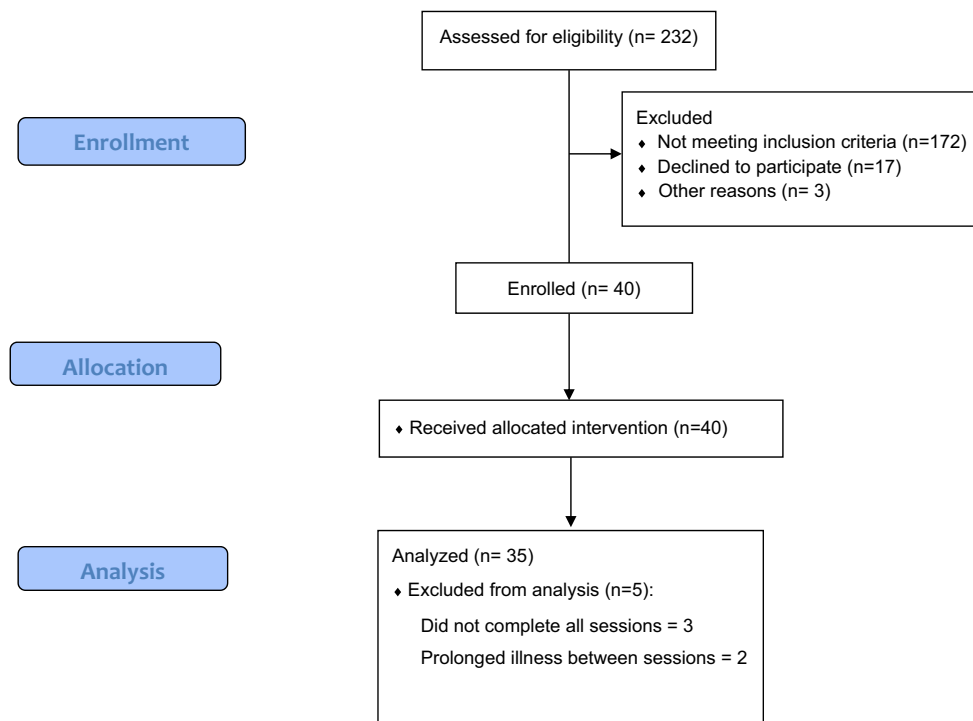 Assessed for eligibility (n= 232)
Enrollment
Excluded
♦ Not meeting inclusion criteria (n=172)
♦ Declined to participate (n=17)
♦ Other reasons (n= 3)
Enrolled (n= 40)
Allocation
♦ Received allocated intervention (n=40)
Analysis
Analyzed (n= 35)
♦ Excluded from analysis (n=5):
Did not complete all sessions = 3
Prolonged illness between sessions = 2